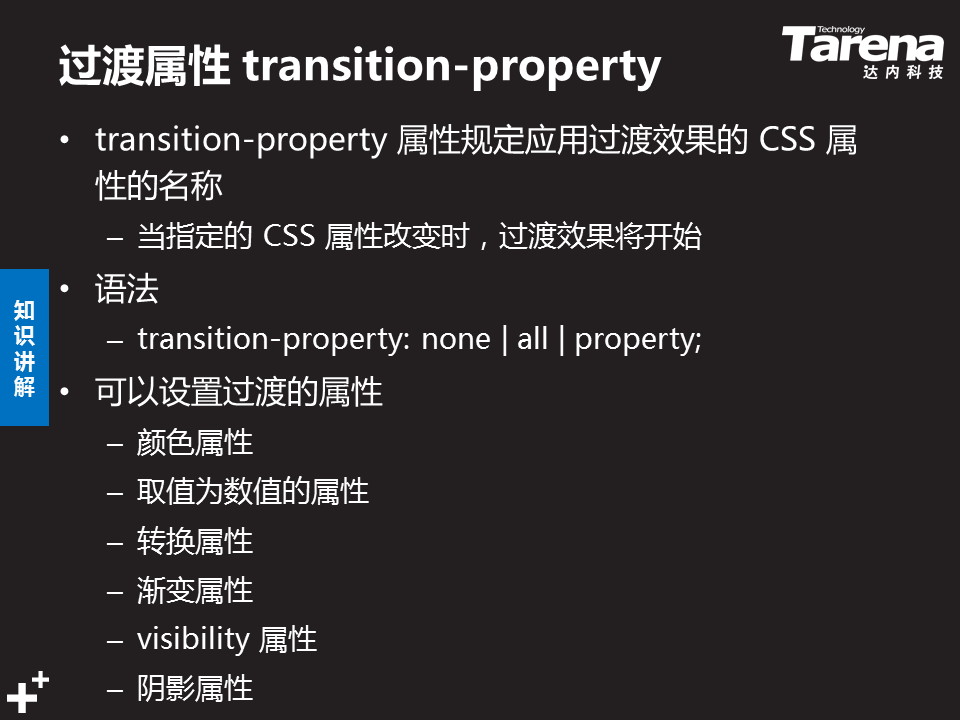 过渡属性 transition-property
Technology
Tarena
达内科技
• transition-property 属性规定应用过渡效果的 CSS 属
性的名称
– 当指定的 CSS 属性改变时，过渡效果将开始
• 语法
– transition-property: none | all | property;
• 可以设置过渡的属性
– 颜色属性
– 取值为数值的属性
– 转换属性
– 渐变属性
– visibility 属性
– 阴影属性
知
识
讲
解